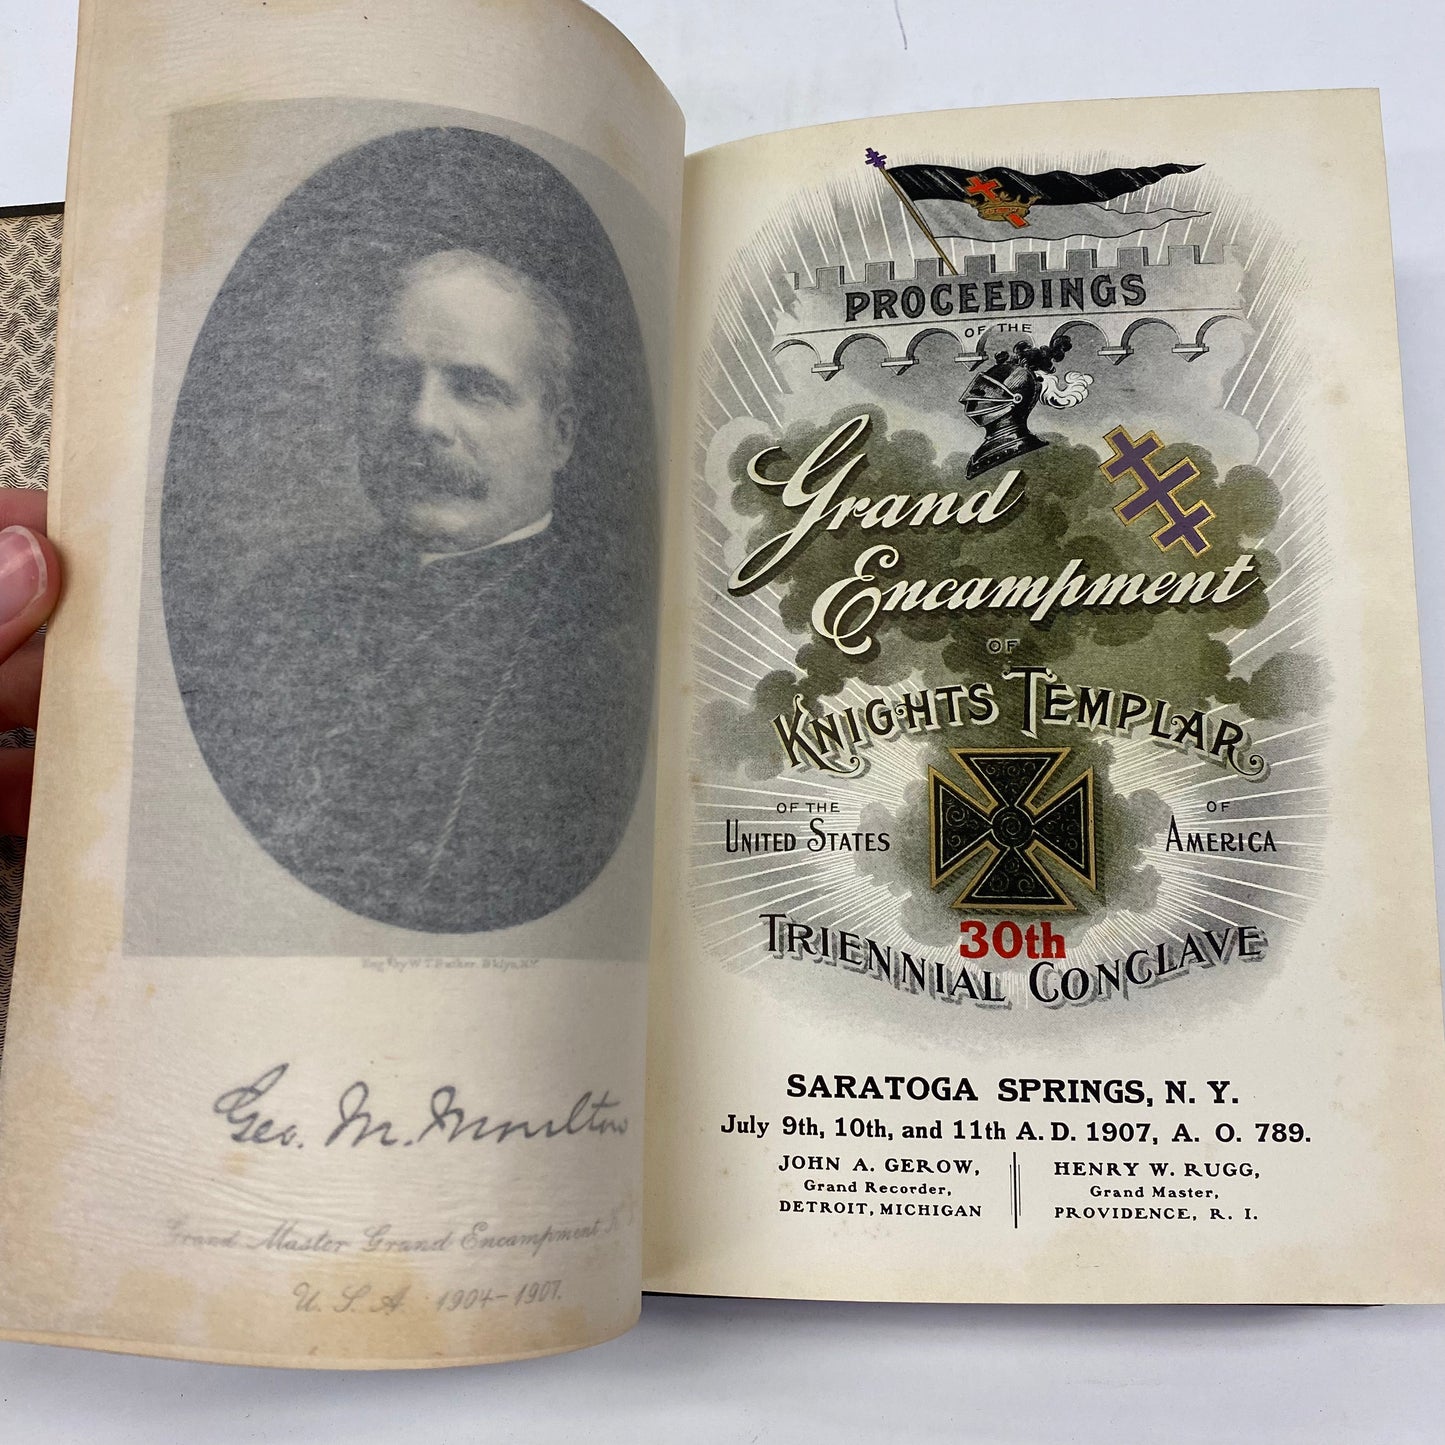 Eng. by W.T. Bather, Bklyn, N.Y.
Geo. M. Moulton
Grand Master Grand Encampment K
U. S. A. 1904-1907.
PROCEEDINGS
OF THE
Grand
Encampment
OF
KNIGHTS TEMPLAR
OF THE
UNITED STATES
OF
AMERICA
30th
TRIENNIAL CONCLAVE
SARATOGA SPRINGS, N. Y.
July 9th, 10th, and 11th A. D. 1907, A. O. 789.
JOHN A. GEROW,
Grand Recorder,
DETROIT, MICHIGAN
HENRY W. RUGG,
Grand Master,
PROVIDENCE, R. I.